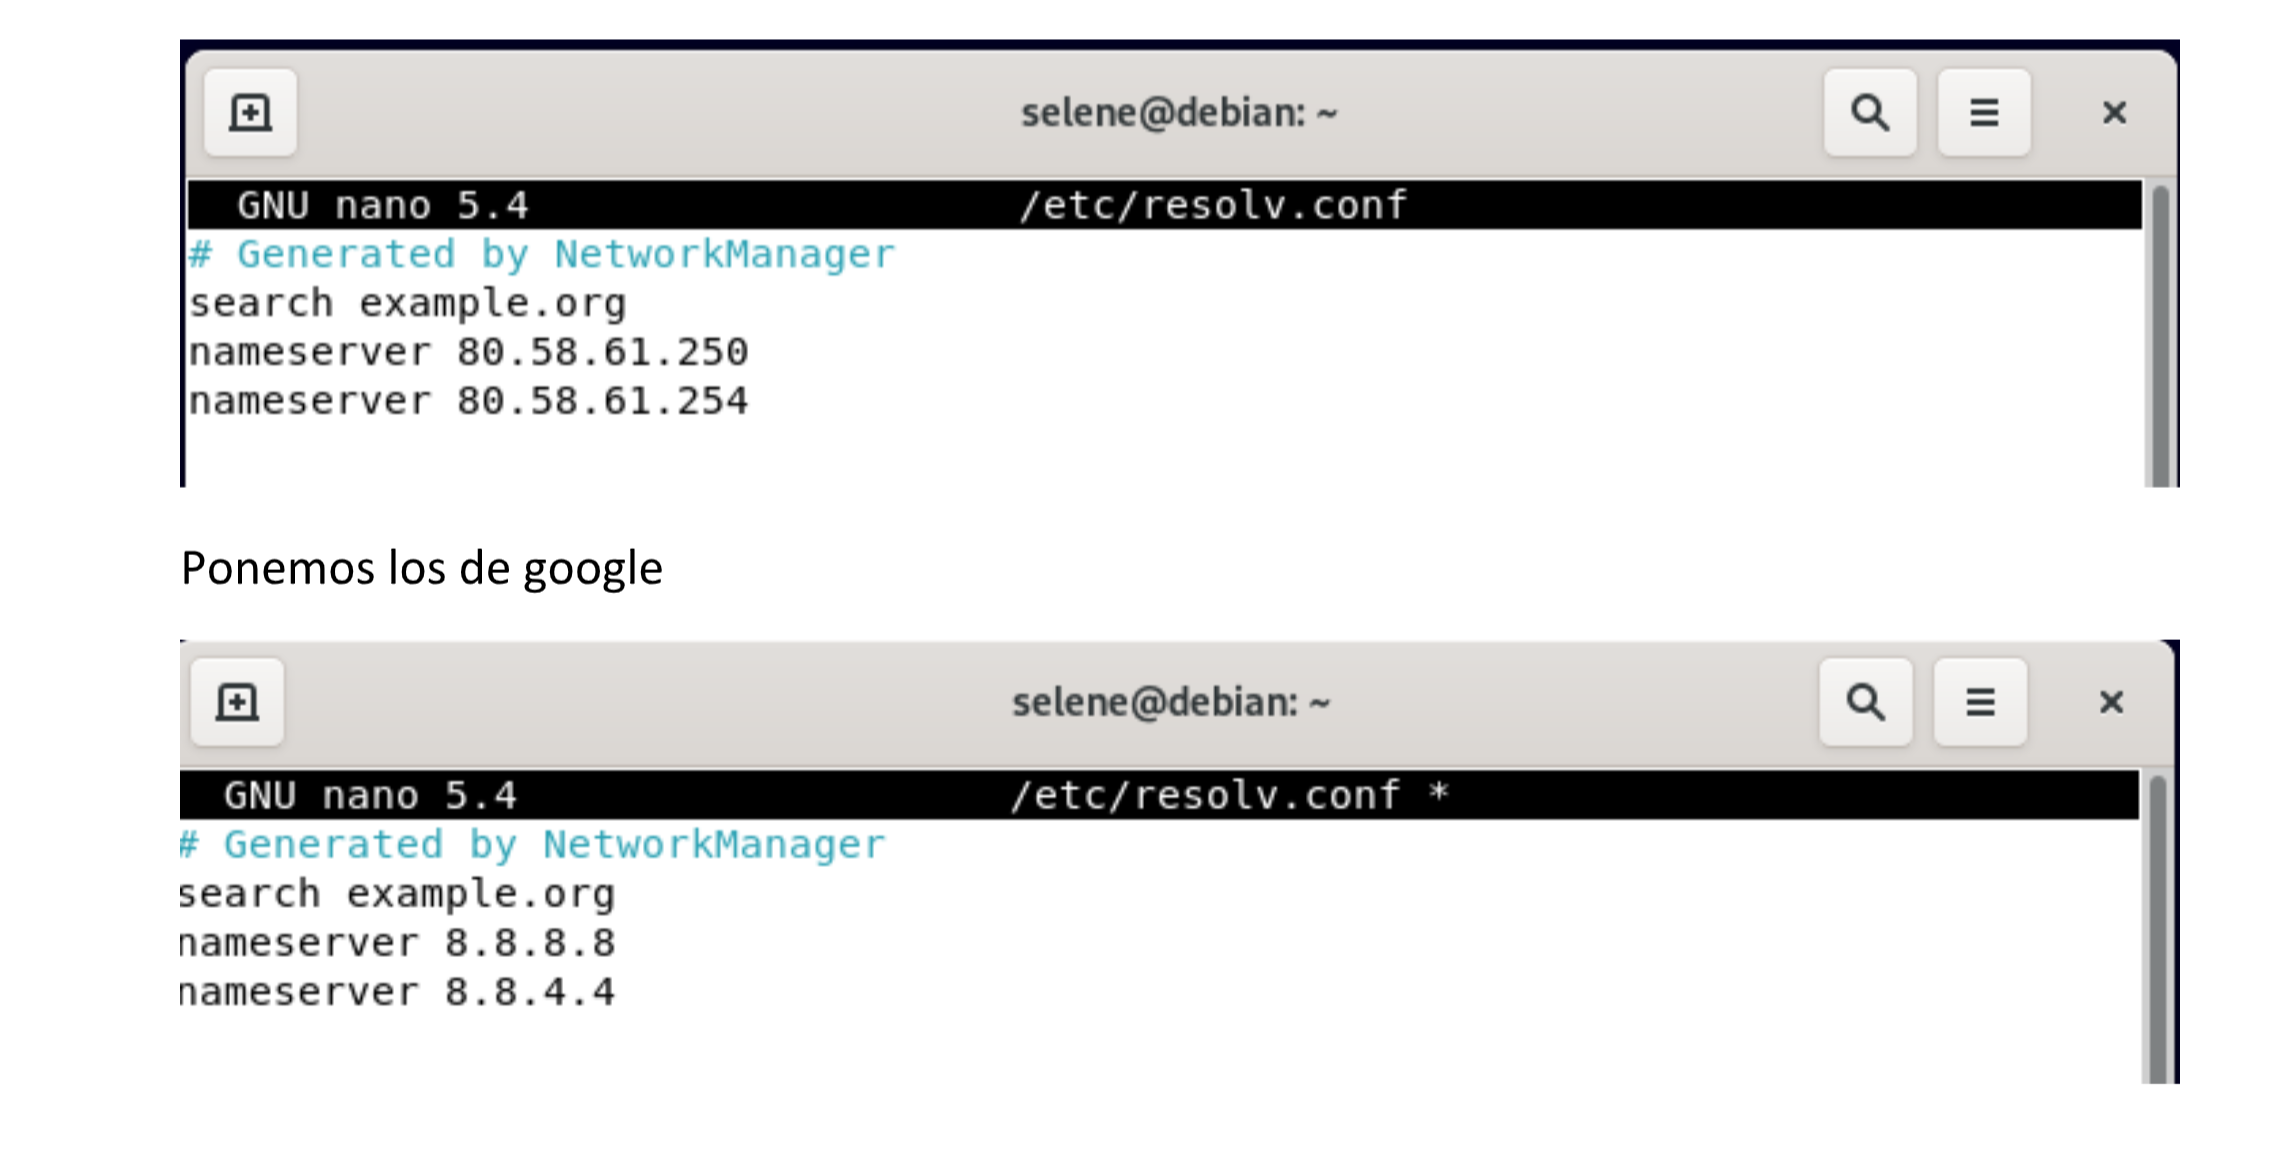 selene@debian: ~
GNU nano 5.4 /etc/resolv.conf
# Generated by NetworkManager
search example.org
nameserver 80.58.61.250
nameserver 80.58.61.254
Ponemos los de google
selene@debian: ~
GNU nano 5.4 /etc/resolv.conf *
# Generated by NetworkManager
search example.org
nameserver 8.8.8.8
nameserver 8.8.4.4